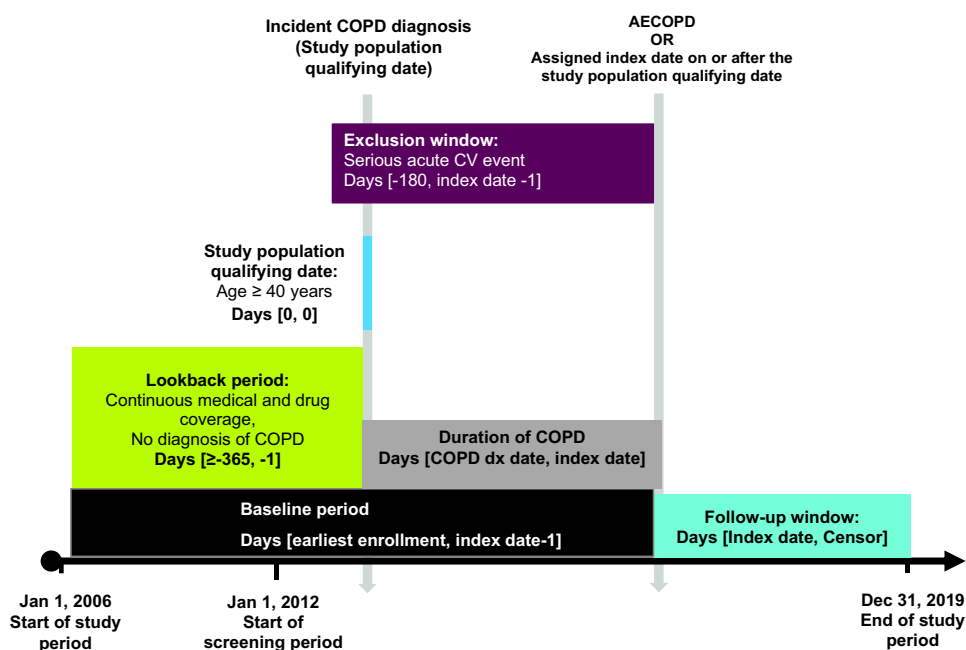 Incident COPD diagnosis
(Study population
qualifying date)
AECOPD
OR
Assigned index date on or after the
study population qualifying date
Exclusion window:
Serious acute CV event
Days [-180, index date -1]
Study population
qualifying date:
Age ≥ 40 years
Days [0, 0]
Lookback period:
Continuous medical and drug
coverage,
No diagnosis of COPD
Days [≥-365, -1]
Duration of COPD
Days [COPD dx date, index date]
Baseline period
Days [earliest enrollment, index date-1]
Follow-up window:
Days [Index date, Censor]
Jan 1, 2006
Start of study
period
Jan 1, 2012
Start of
screening period
Dec 31, 2019
End of study
period